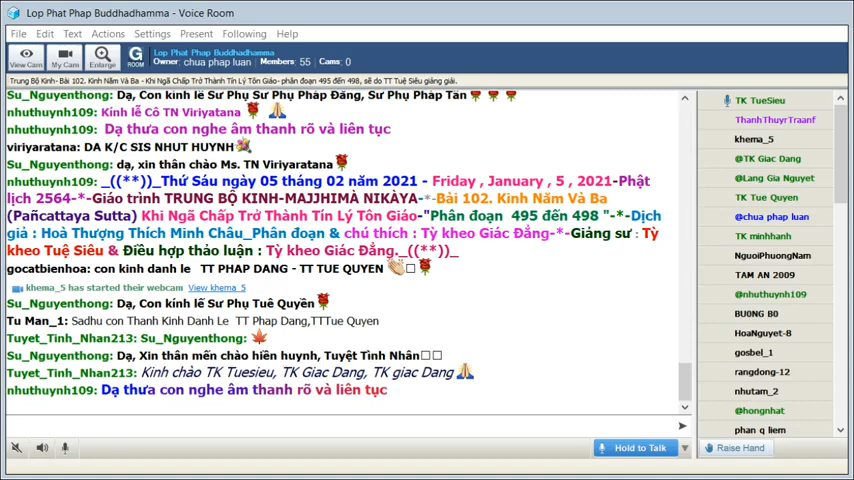 Lop Phat Phap Buddhadhamma - Voice Room
File Edit Text Actions Settings Present Following Help
View Cam My Cam Enlarge G ROOM Lop Phat Phap Buddhadhamma
Owner: chua phap luan : Members: 55 Cams: 0
Trung Bộ Kinh- Bài 102. Kinh Năm Và Ba - Khi Ngã Chấp Trở Thành Tín Lý Tôn Giáo- phân đoạn 495 đến 498, sẽ do TT Tuệ Siêu giảng giải.
Su_Nguyenthong: Dạ, Con kính lễ Sư Phụ Sư Phụ Pháp Đăng, Sư Phụ Pháp Tân
nhuthuynh109: Kính lễ Cô TN Viriyatana
nhuthuynh109: Dạ thưa con nghe âm thanh rõ và liên tục
viriyaratana: DA K/C SIS NHUT HUYNH
Su_Nguyenthong: dạ, xin thân chào Ms. TN Viriyaratana
nhuthuynh109: _((**))_Thứ Sáu ngày 05 tháng 02 năm 2021 - Friday , January , 5 , 2021-Phật
lịch 2564-*-Giáo trình TRUNG BỘ KINH-MAJJHIMA NIKÀYA-*-Bài 102. Kinh Năm Và Ba
(Pañcattaya Sutta) Khi Ngã Chấp Trở Thành Tín Lý Tôn Giáo-"Phân đoạn 495 đến 498 "-*-Dịch
giả : Hoà Thượng Thích Minh Châu_Phân đoạn & chú thích : Tỳ kheo Giác Đẳng-*-Giảng sư : Tỳ
kheo Tuệ Siêu & Điều hợp thảo luận : Tỳ kheo Giác Đẳng._((**))_
gocatbienhoa: con kinh danh le TT PHAP DANG - TT TUE QUYEN
khema_5 has started their webcam View khema_5
Su_Nguyenthong: Dạ, Con kính lễ Sư Phụ Tuê Quyền
Tu Man_1: Sadhu con Thanh Kinh Danh Le TT Phap Dang,TTTue Quyen
Tuyet_Tinh_Nhan213: Su_Nguyenthong:
Su_Nguyenthong: Dạ, Xin thân mến chào hiền huynh, Tuyệt Tình Nhân
Tuyet_Tinh_Nhan213: Kính chào TK Tuesieu, TK Giac Dang, TK giac Dang
nhuthuynh109: Dạ thưa con nghe âm thanh rõ và liên tục
Hold to Talk
TK TueSieu
ThanhThuyrTraanf
khema_5
@TK Giac Dang
@Lang Gia Nguyet
TK Tue Quyen
@chua phap luan
TK minhhanh
NguoiPhuongNam
TAM AN 2009
@nhuthuynh109
BU0NG B0
HoaNguyet-8
gosbel_1
rangdong-12
nhutam_2
@hongnhat
phan q liem
Raise Hand